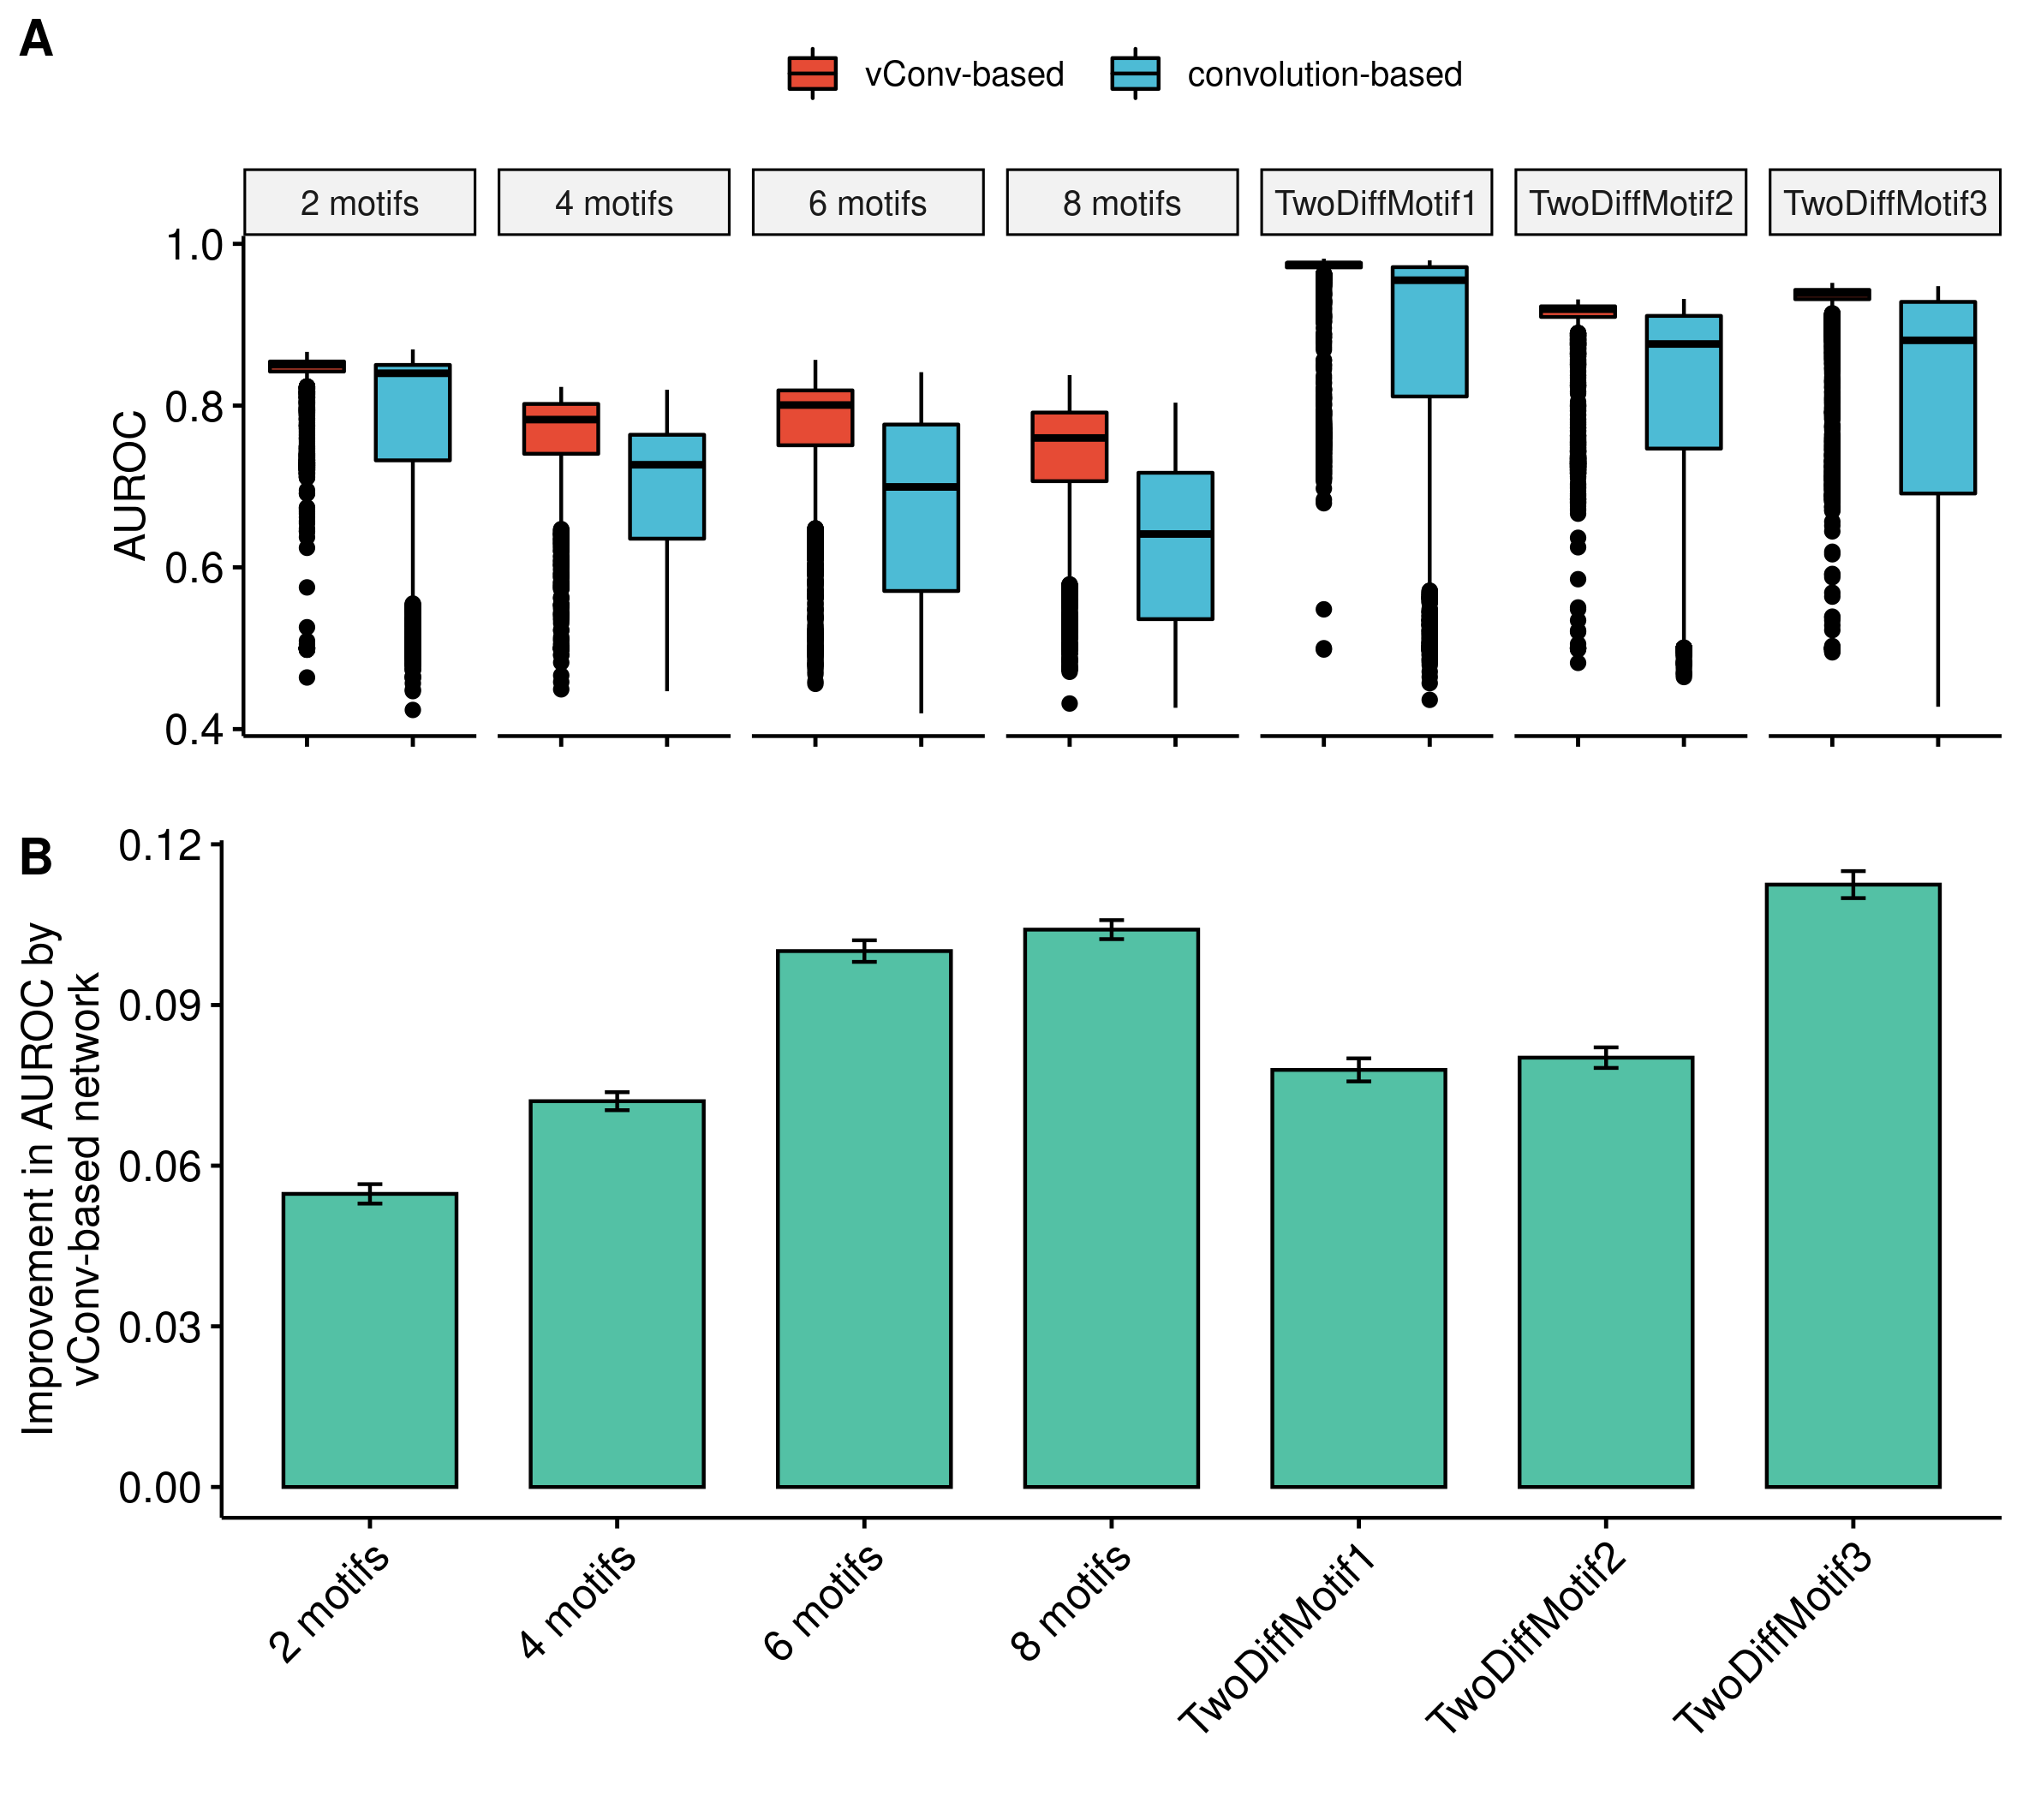 A
vConv-based convolution-based
2 motifs 4 motifs 6 motifs 8 motifs TwoDiffMotif1 TwoDiffMotif2 TwoDiffMotif3
1.0
0.8
0.6
0.4
AUROC
B
0.12
0.09
0.06
0.03
0.00
Improvement in AUROC by
vConv-based network
2 motifs 4 motifs 6 motifs 8 motifs TwoDiffMotif1 TwoDiffMotif2 TwoDiffMotif3